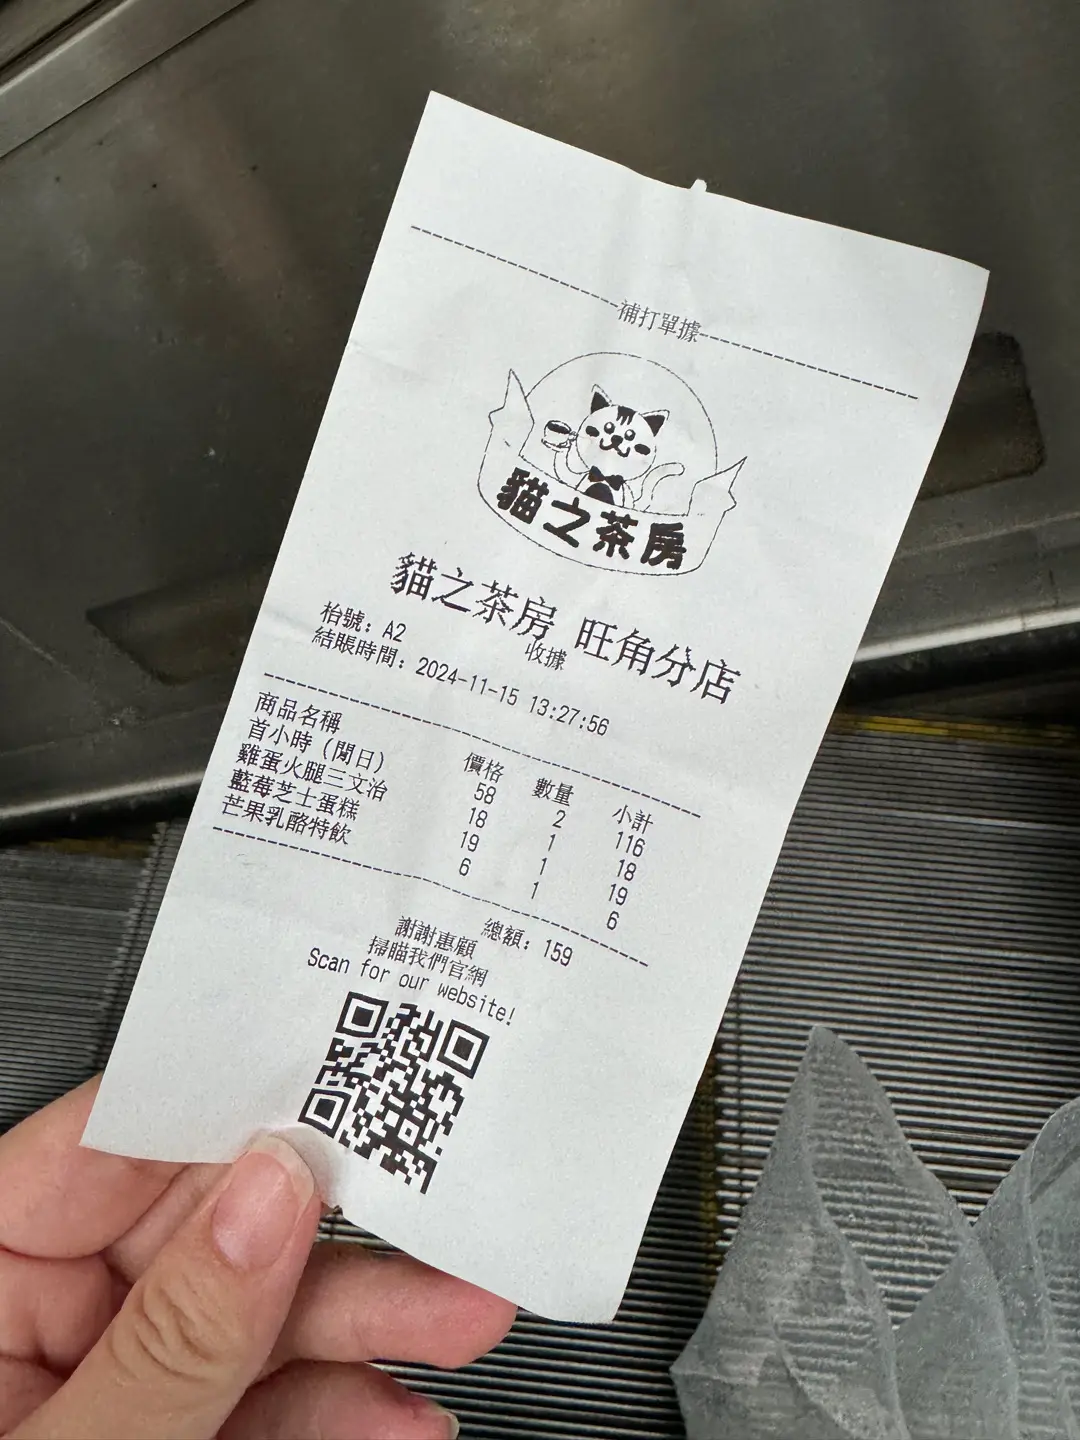 補打單據
貓之茶房
貓之茶房 旺角分店
收據
枱號: A2
結賬時間: 2024-11-15 13:27:56
商品名稱 價格 數量 小計
首小時 (閒日) 58 2 116
雞蛋火腿三文治 18 1 18
藍莓芝士蛋糕 19 1 19
芒果乳酪特飲 6 1 6
總額: 159
謝謝惠顧
掃瞄我們官網
Scan for our website!